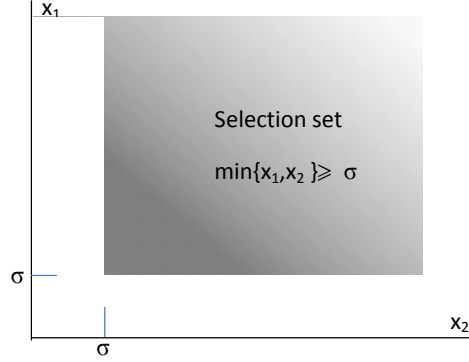 x₁
Selection set
min{x₁,x₂ }⩾ σ
σ
x₂
σ